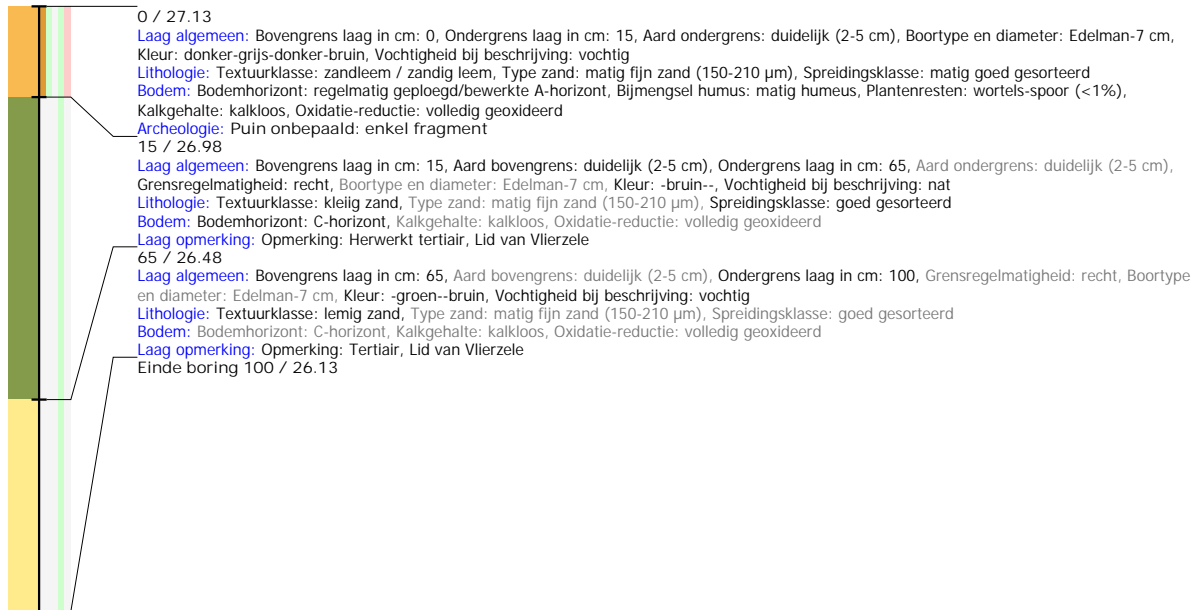 0 / 27.13
Laag algemeen: Bovengrens laag in cm: 0, Ondergrens laag in cm: 15, Aard ondergrens: duidelijk (2-5 cm), Boortype en diameter: Edelman-7 cm,
Kleur: donker-grijs-donker-bruin, Vochtigheid bij beschrijving: vochtig
Lithologie: Textuurklasse: zandleem / zandig leem, Type zand: matig fijn zand (150-210 µm), Spreidingsklasse: matig goed gesorteerd
Bodem: Bodemhorizont: regelmatig geploegd/bewerkte A-horizont, Bijmengsel humus: matig humeus, Plantenresten: wortels-spoor (<1%),
Kalkgehalte: kalkloos, Oxidatie-reductie: volledig geoxideerd
Archeologie: Puin onbepaald: enkel fragment
15 / 26.98
Laag algemeen: Bovengrens laag in cm: 15, Aard bovengrens: duidelijk (2-5 cm), Ondergrens laag in cm: 65, Aard ondergrens: duidelijk (2-5 cm),
Grensregelmatigheid: recht, Boortype en diameter: Edelman-7 cm, Kleur: -bruin--, Vochtigheid bij beschrijving: nat
Lithologie: Textuurklasse: kleiig zand, Type zand: matig fijn zand (150-210 µm), Spreidingsklasse: goed gesorteerd
Bodem: Bodemhorizont: C-horizont, Kalkgehalte: kalkloos, Oxidatie-reductie: volledig geoxideerd
Laag opmerking: Opmerking: Herwerkt tertiair, Lid van Vlierzele
65 / 26.48
Laag algemeen: Bovengrens laag in cm: 65, Aard bovengrens: duidelijk (2-5 cm), Ondergrens laag in cm: 100, Grensregelmatigheid: recht, Boortype
en diameter: Edelman-7 cm, Kleur: -groen--bruin, Vochtigheid bij beschrijving: vochtig
Lithologie: Textuurklasse: lemig zand, Type zand: matig fijn zand (150-210 µm), Spreidingsklasse: goed gesorteerd
Bodem: Bodemhorizont: C-horizont, Kalkgehalte: kalkloos, Oxidatie-reductie: volledig geoxideerd
Laag opmerking: Opmerking: Tertiair, Lid van Vlierzele
Einde boring 100 / 26.13